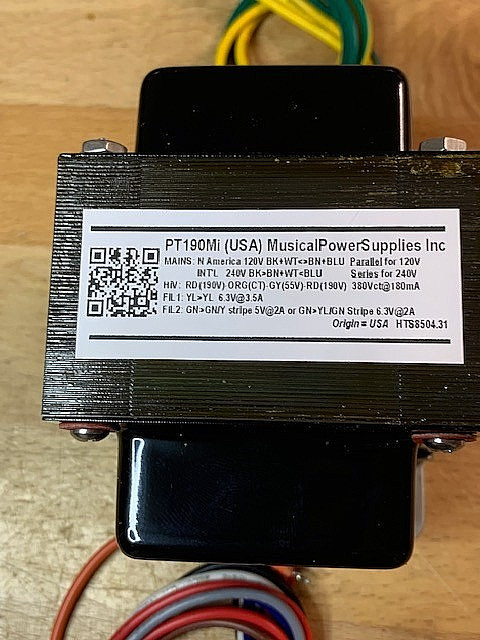 PT190Mi (USA) MusicalPowerSupplies Inc
MAINS: N America 120V BK+WT<>BN+BLU Parallel for 120V
INT'L 240V BK>BN+WT<BLU Series for 240V
HV: RD(190V) ORG(CT)-GY(55V)-RD(190V) 380Vct@180mA
FIL1: YL>YL 6.3V@3.5A
FIL2: GN>GN/Y stripe 5V@2A or GN>YL/GN Stripe 6.3V@2A
Origin = USA HTS8504.31